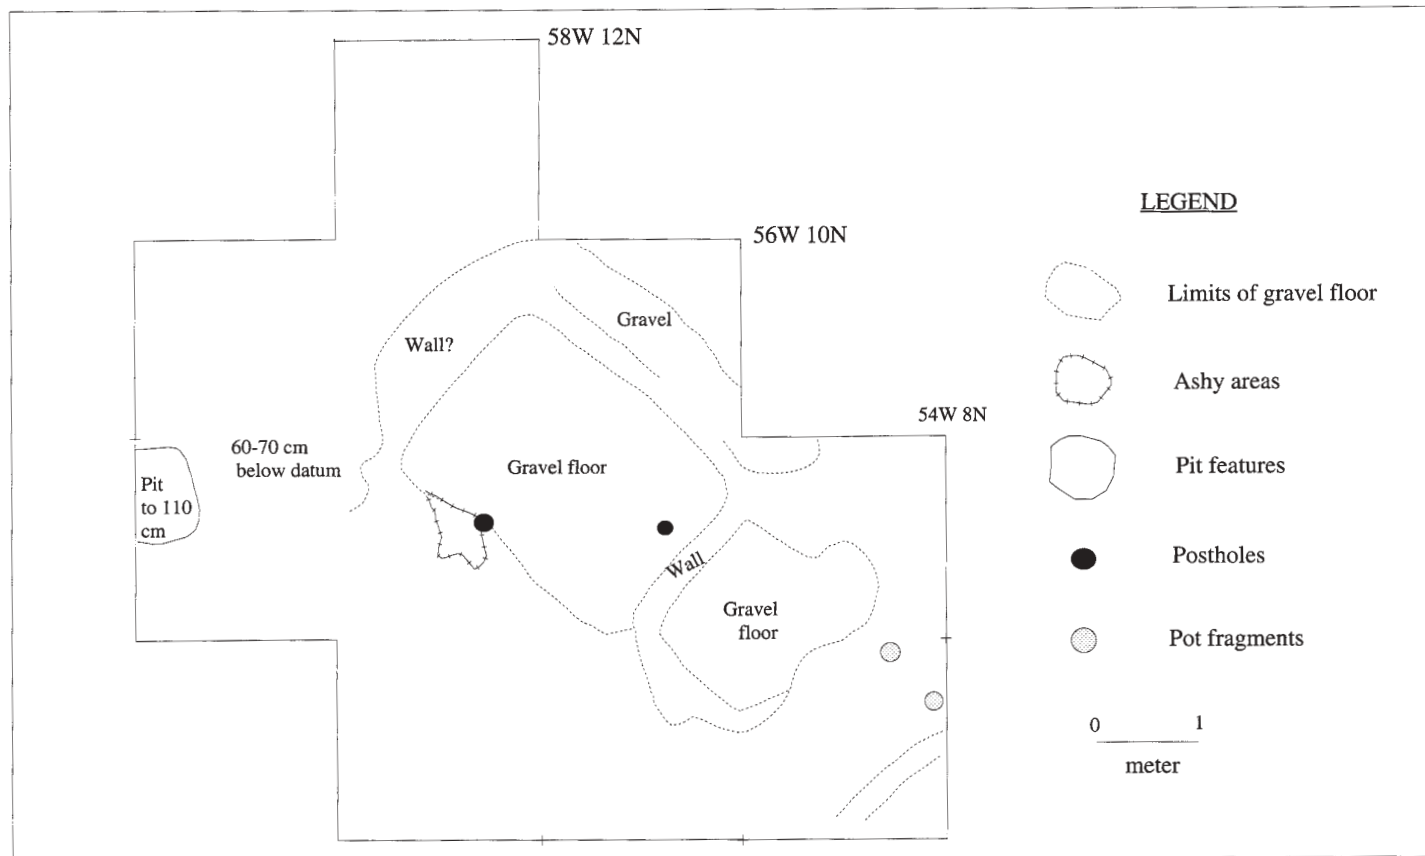 58W 12N
56W 10N
54W 8N
Wall?
Gravel
60-70 cm
below datum
Gravel floor
Pit
to 110
cm
Wall
Gravel
floor
LEGEND
Limits of gravel floor
Ashy areas
Pit features
Postholes
Pot fragments
0 1
meter